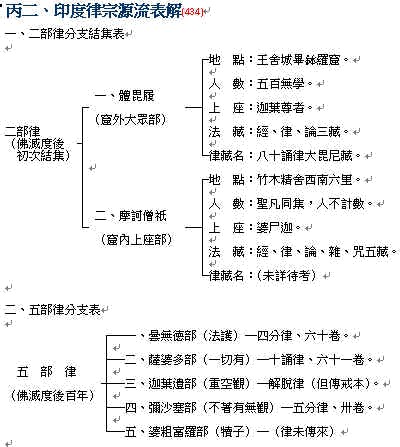 丙二、印度律宗源流表解(434)
一、二部律分支結集表
地　點：王舍城畢鉢羅窟。
一、體毘履
人　數：五百無學。
（窟外大眾部）
上　座：迦葉尊者。
二部律
法　藏：經、律、論三藏。
（佛滅度後
初次結集）
律藏名：八十誦律大毘尼藏。
地　點：竹木精舍西南六里。
人　數：聖凡同集，人不計數。
二、摩訶僧祇
上　座：婆尸迦。
（窟內上座部）
法　藏：經、律、論、雜、咒五藏。
律藏名：（未詳待考）
二、五部律分支表
一、曇無德部（法護）—四分律、六十卷。
二、薩婆多部（一切有）—十誦律、六十一卷。
五　部　律
三、迦葉遺部（重空觀）—解脫律（但傳戒本）。
（佛滅度後百年）
四、彌沙塞部（不著有無觀）—五分律、卅卷。
五、婆粗富羅部（犢子）—（律未傳來）